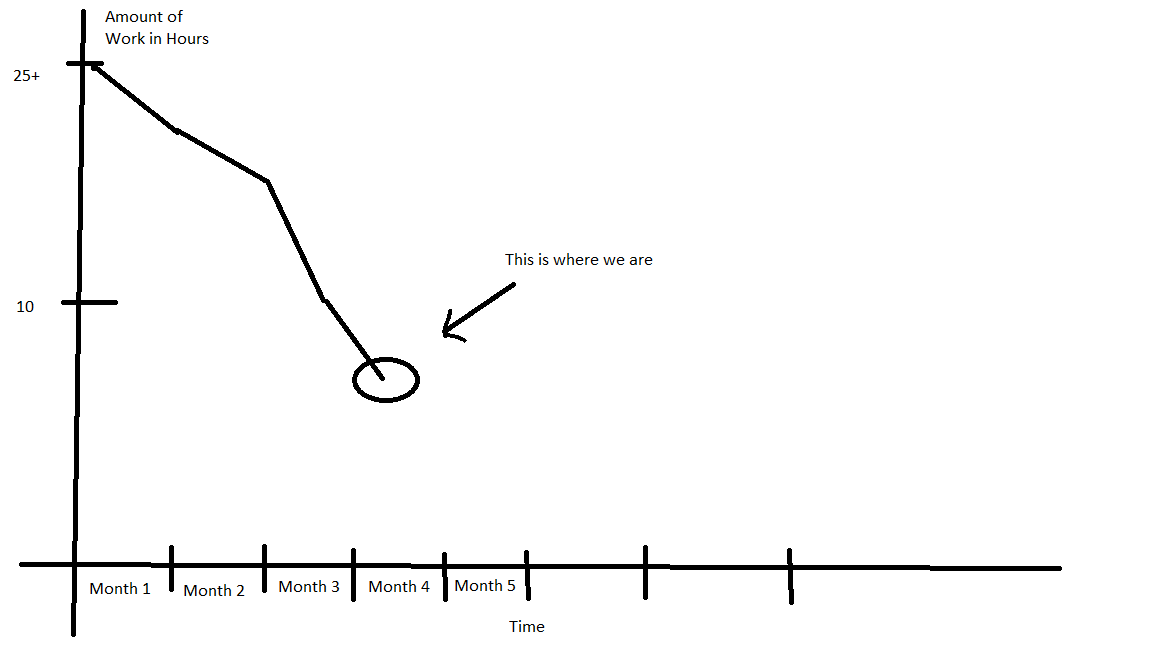 Amount of
Work in Hours
25+
This is where we are
10
Month 1
Month 2
Month 3
Month 4
Month 5
Time